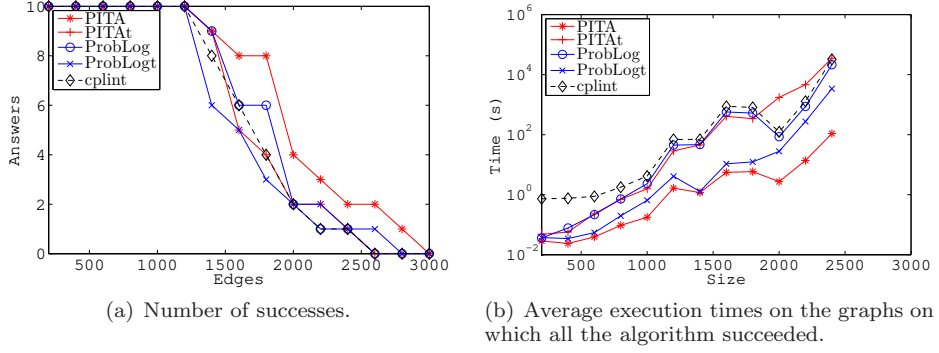 10
8
6
4
2
0
Answers
PITA
PITAt
ProbLog
ProbLogt
cplint
500 1000 1500 2000 2500 3000
Edges
(a) Number of successes.
10^6
10^4
10^2
10^0
10^-2
Time (s)
PITA
PITAt
ProbLog
ProbLogt
cplint
500 1000 1500 2000 2500 3000
Size
(b) Average execution times on the graphs on
which all the algorithm succeeded.